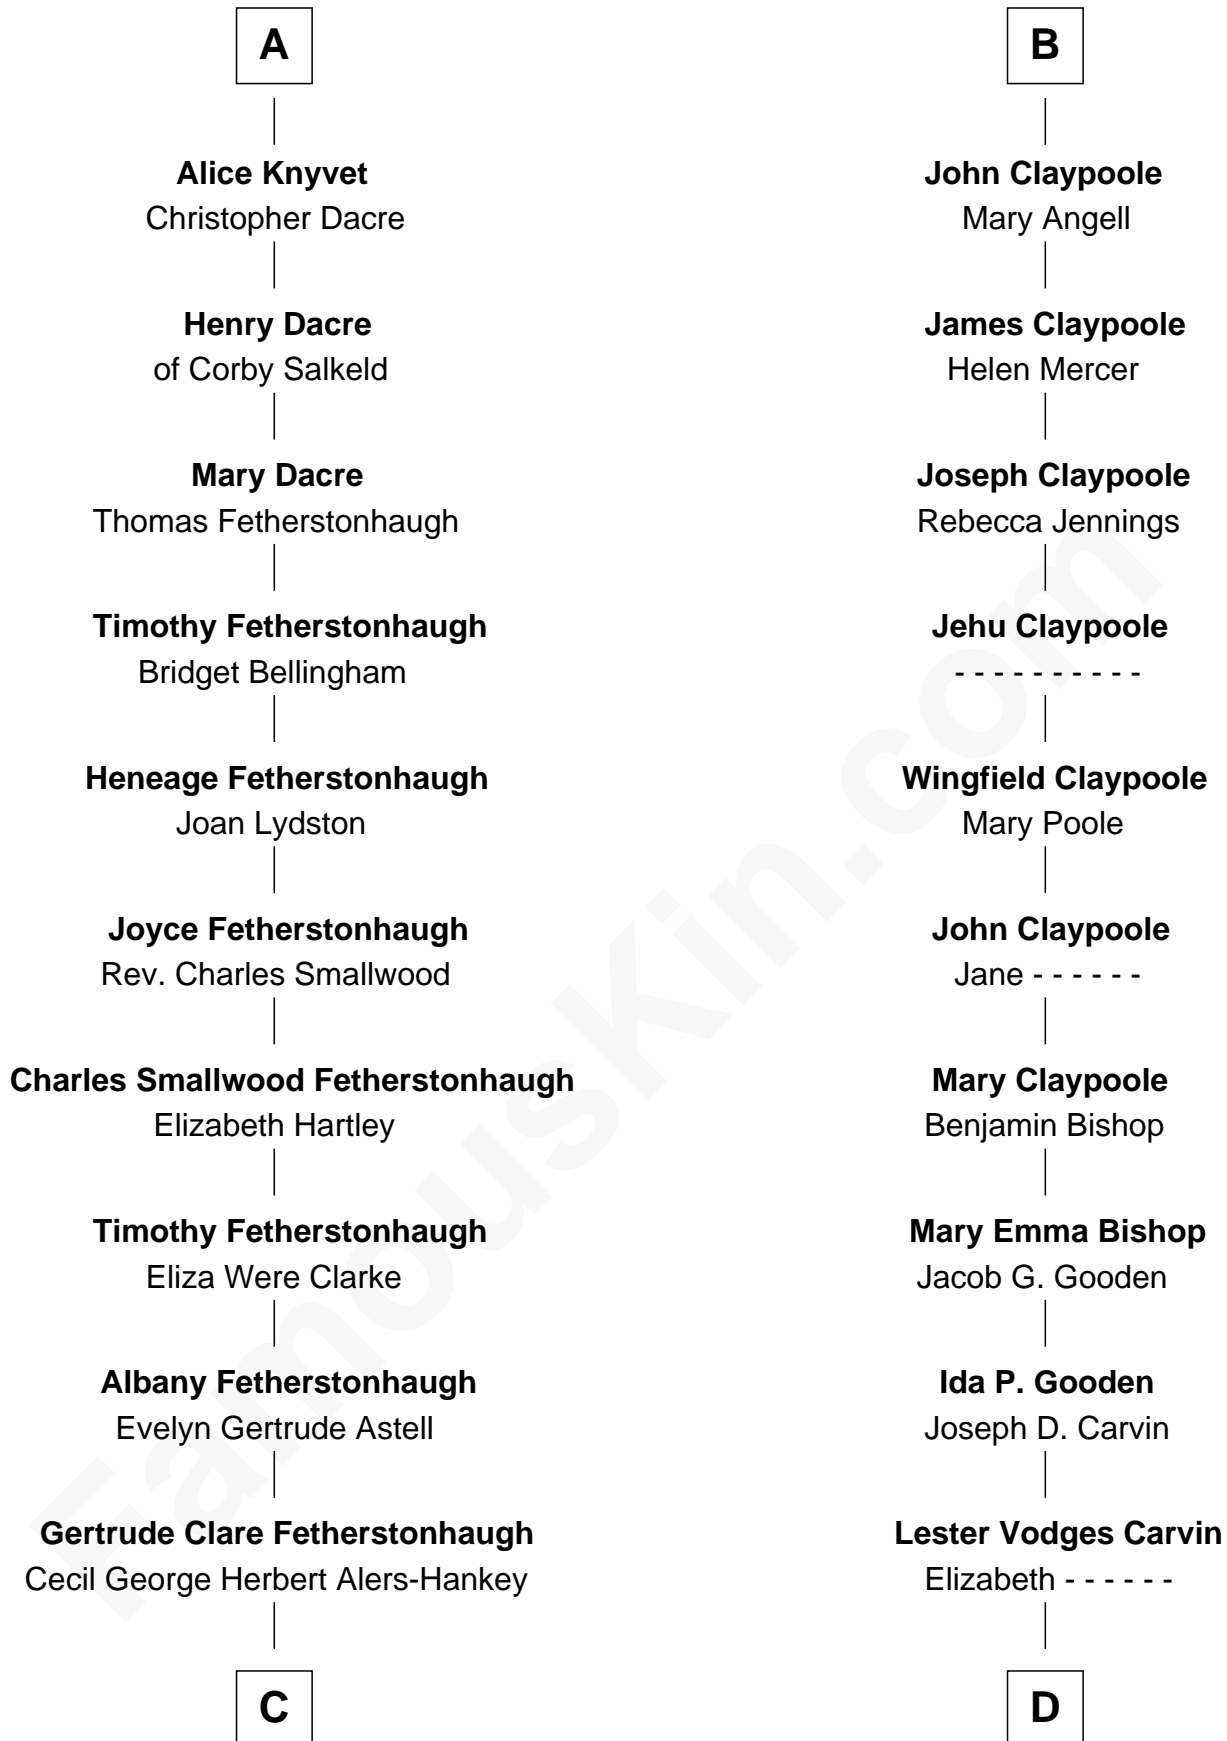 A
Alice Knyvet
Christopher Dacre
Henry Dacre
of Corby Salkeld
Mary Dacre
Thomas Fetherstonhaugh
Timothy Fetherstonhaugh
Bridget Bellingham
Heneage Fetherstonhaugh
Joan Lydston
Joyce Fetherstonhaugh
Rev. Charles Smallwood
Charles Smallwood Fetherstonhaugh
Elizabeth Hartley
Timothy Fetherstonhaugh
Eliza Were Clarke
Albany Fetherstonhaugh
Evelyn Gertrude Astell
Gertrude Clare Fetherstonhaugh
Cecil George Herbert Alers-Hankey
C
B
John Claypoole
Mary Angell
James Claypoole
Helen Mercer
Joseph Claypoole
Rebecca Jennings
Jehu Claypoole
- - - - - - - - - -
Wingfield Claypoole
Mary Poole
John Claypoole
Jane - - - - - -
Mary Claypoole
Benjamin Bishop
Mary Emma Bishop
Jacob G. Gooden
Ida P. Gooden
Joseph D. Carvin
Lester Vodges Carvin
Elizabeth - - - - - -
D
FamousKin.com